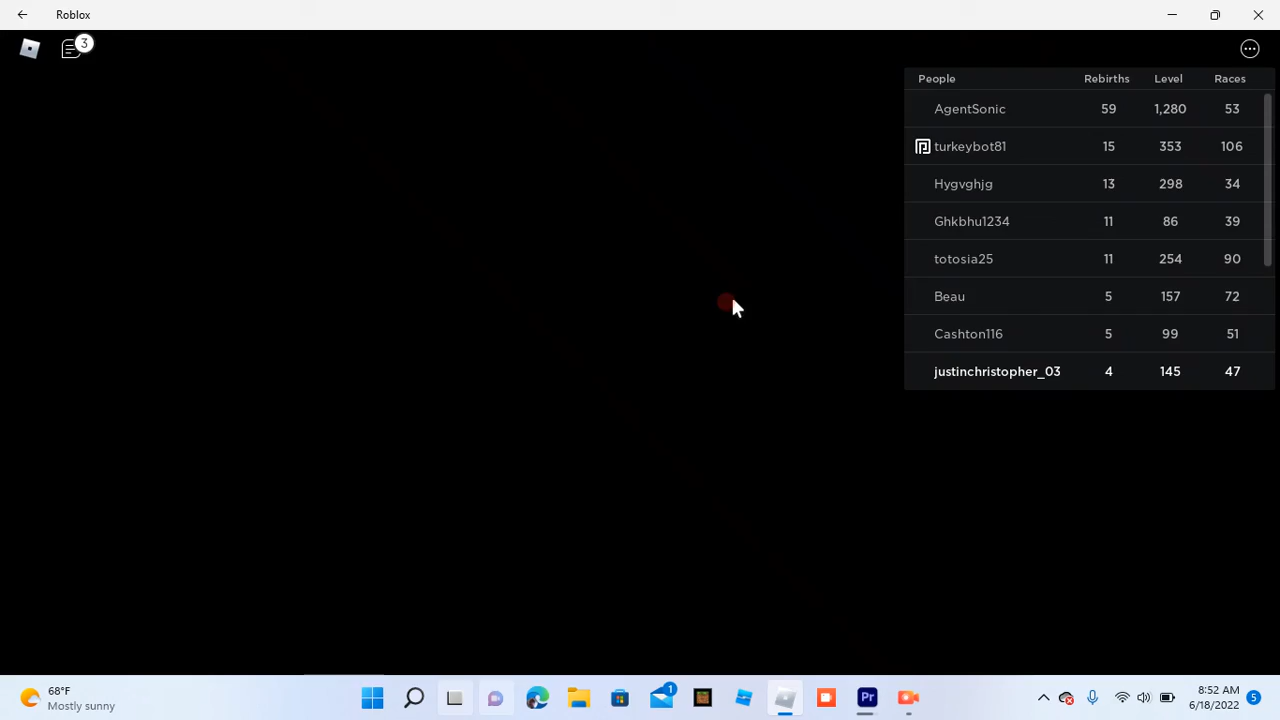 Roblox
3
People Rebirths Level Races
AgentSonic 59 1,280 53
turkeybot81 15 353 106
Hygvghjg 13 298 34
Ghkbhu1234 11 86 39
totosia25 11 254 90
Beau 5 157 72
Cashton116 5 99 51
justinchristopher_03 4 145 47
68°F
Mostly sunny
1
Pr
8:52 AM
6/18/2022
5